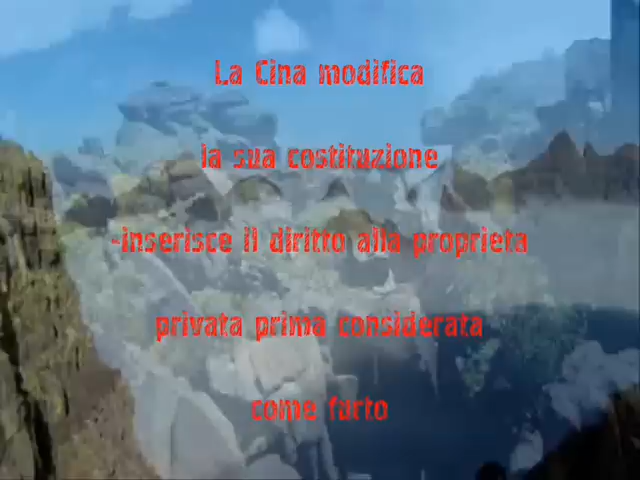 La Cina modifica
la sua costituzione
-inserisce il diritto alla proprieta
privata prima considerata
come furto